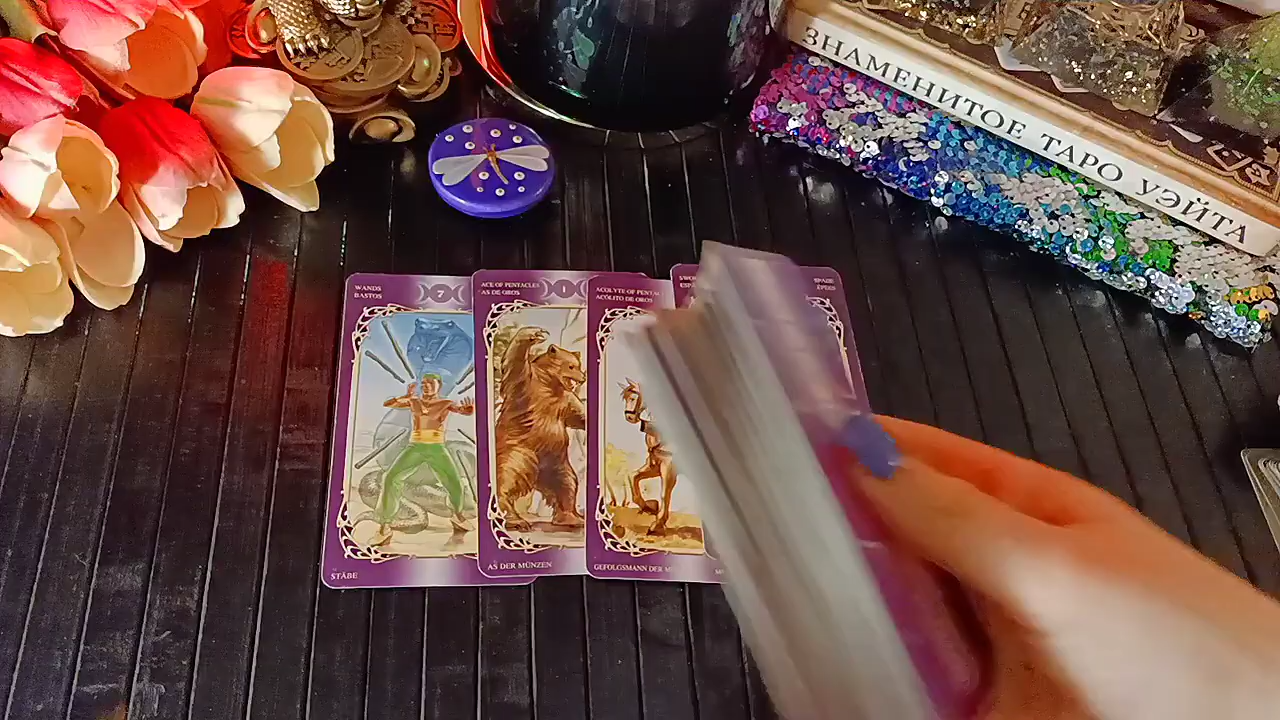 ЗНАМЕНИТОЕ ТАРО УЭЙТА
WANDS
BASTOS
7
STÄBE
ACE OF PENTACLES
AS DE OROS
1
AS DER MÜNZEN
ACOLYTE OF
ACÓLITO DE OROS
GEFOLGSMANN DER
SPADE
ÉPÉES